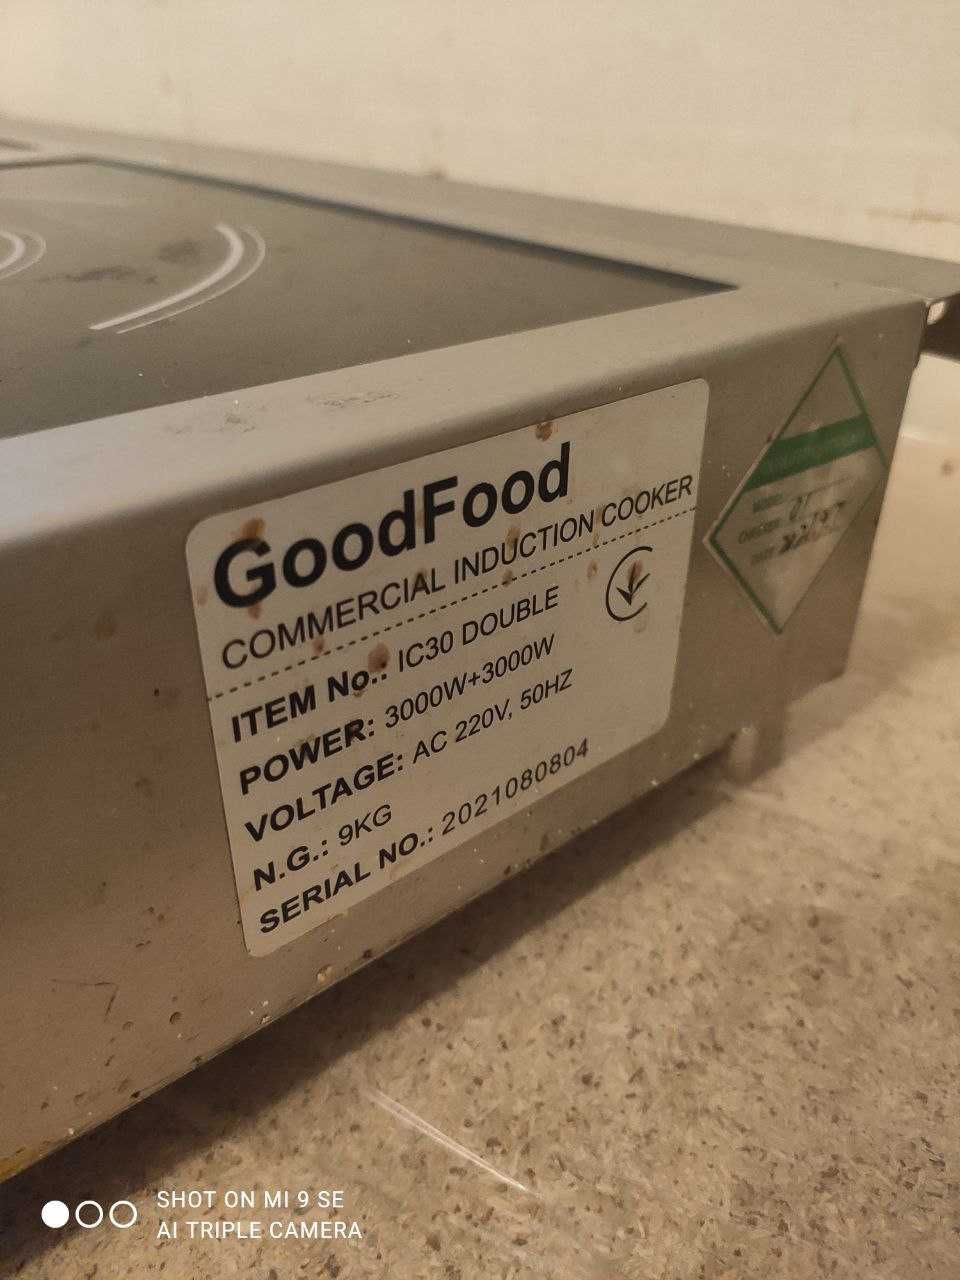 GoodFood
COMMERCIAL INDUCTION COOKER
ITEM No.: IC30 DOUBLE
POWER: 3000W+3000W
VOLTAGE: AC 220V, 50HZ
N.G.: 9KG
SERIAL NO.: 2021080804
01
SHOT ON MI 9 SE
AI TRIPLE CAMERA